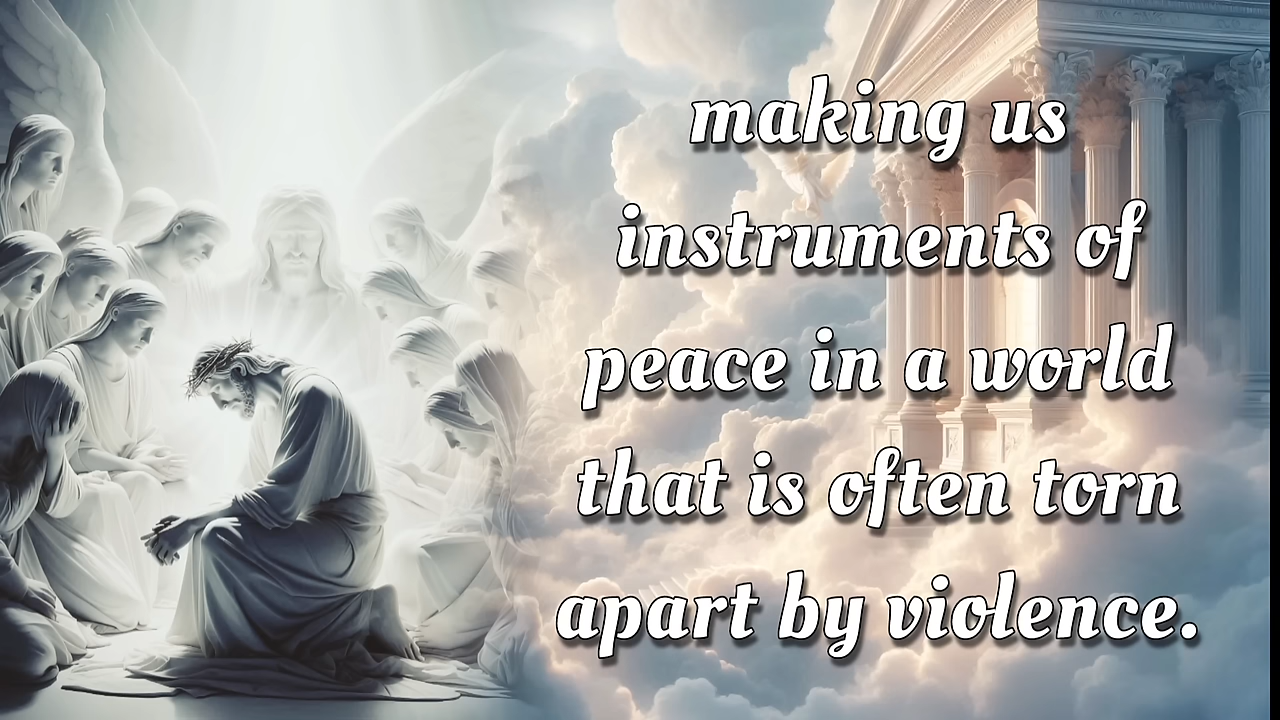 making us
instruments of
peace in a world
that is often torn
apart by violence.